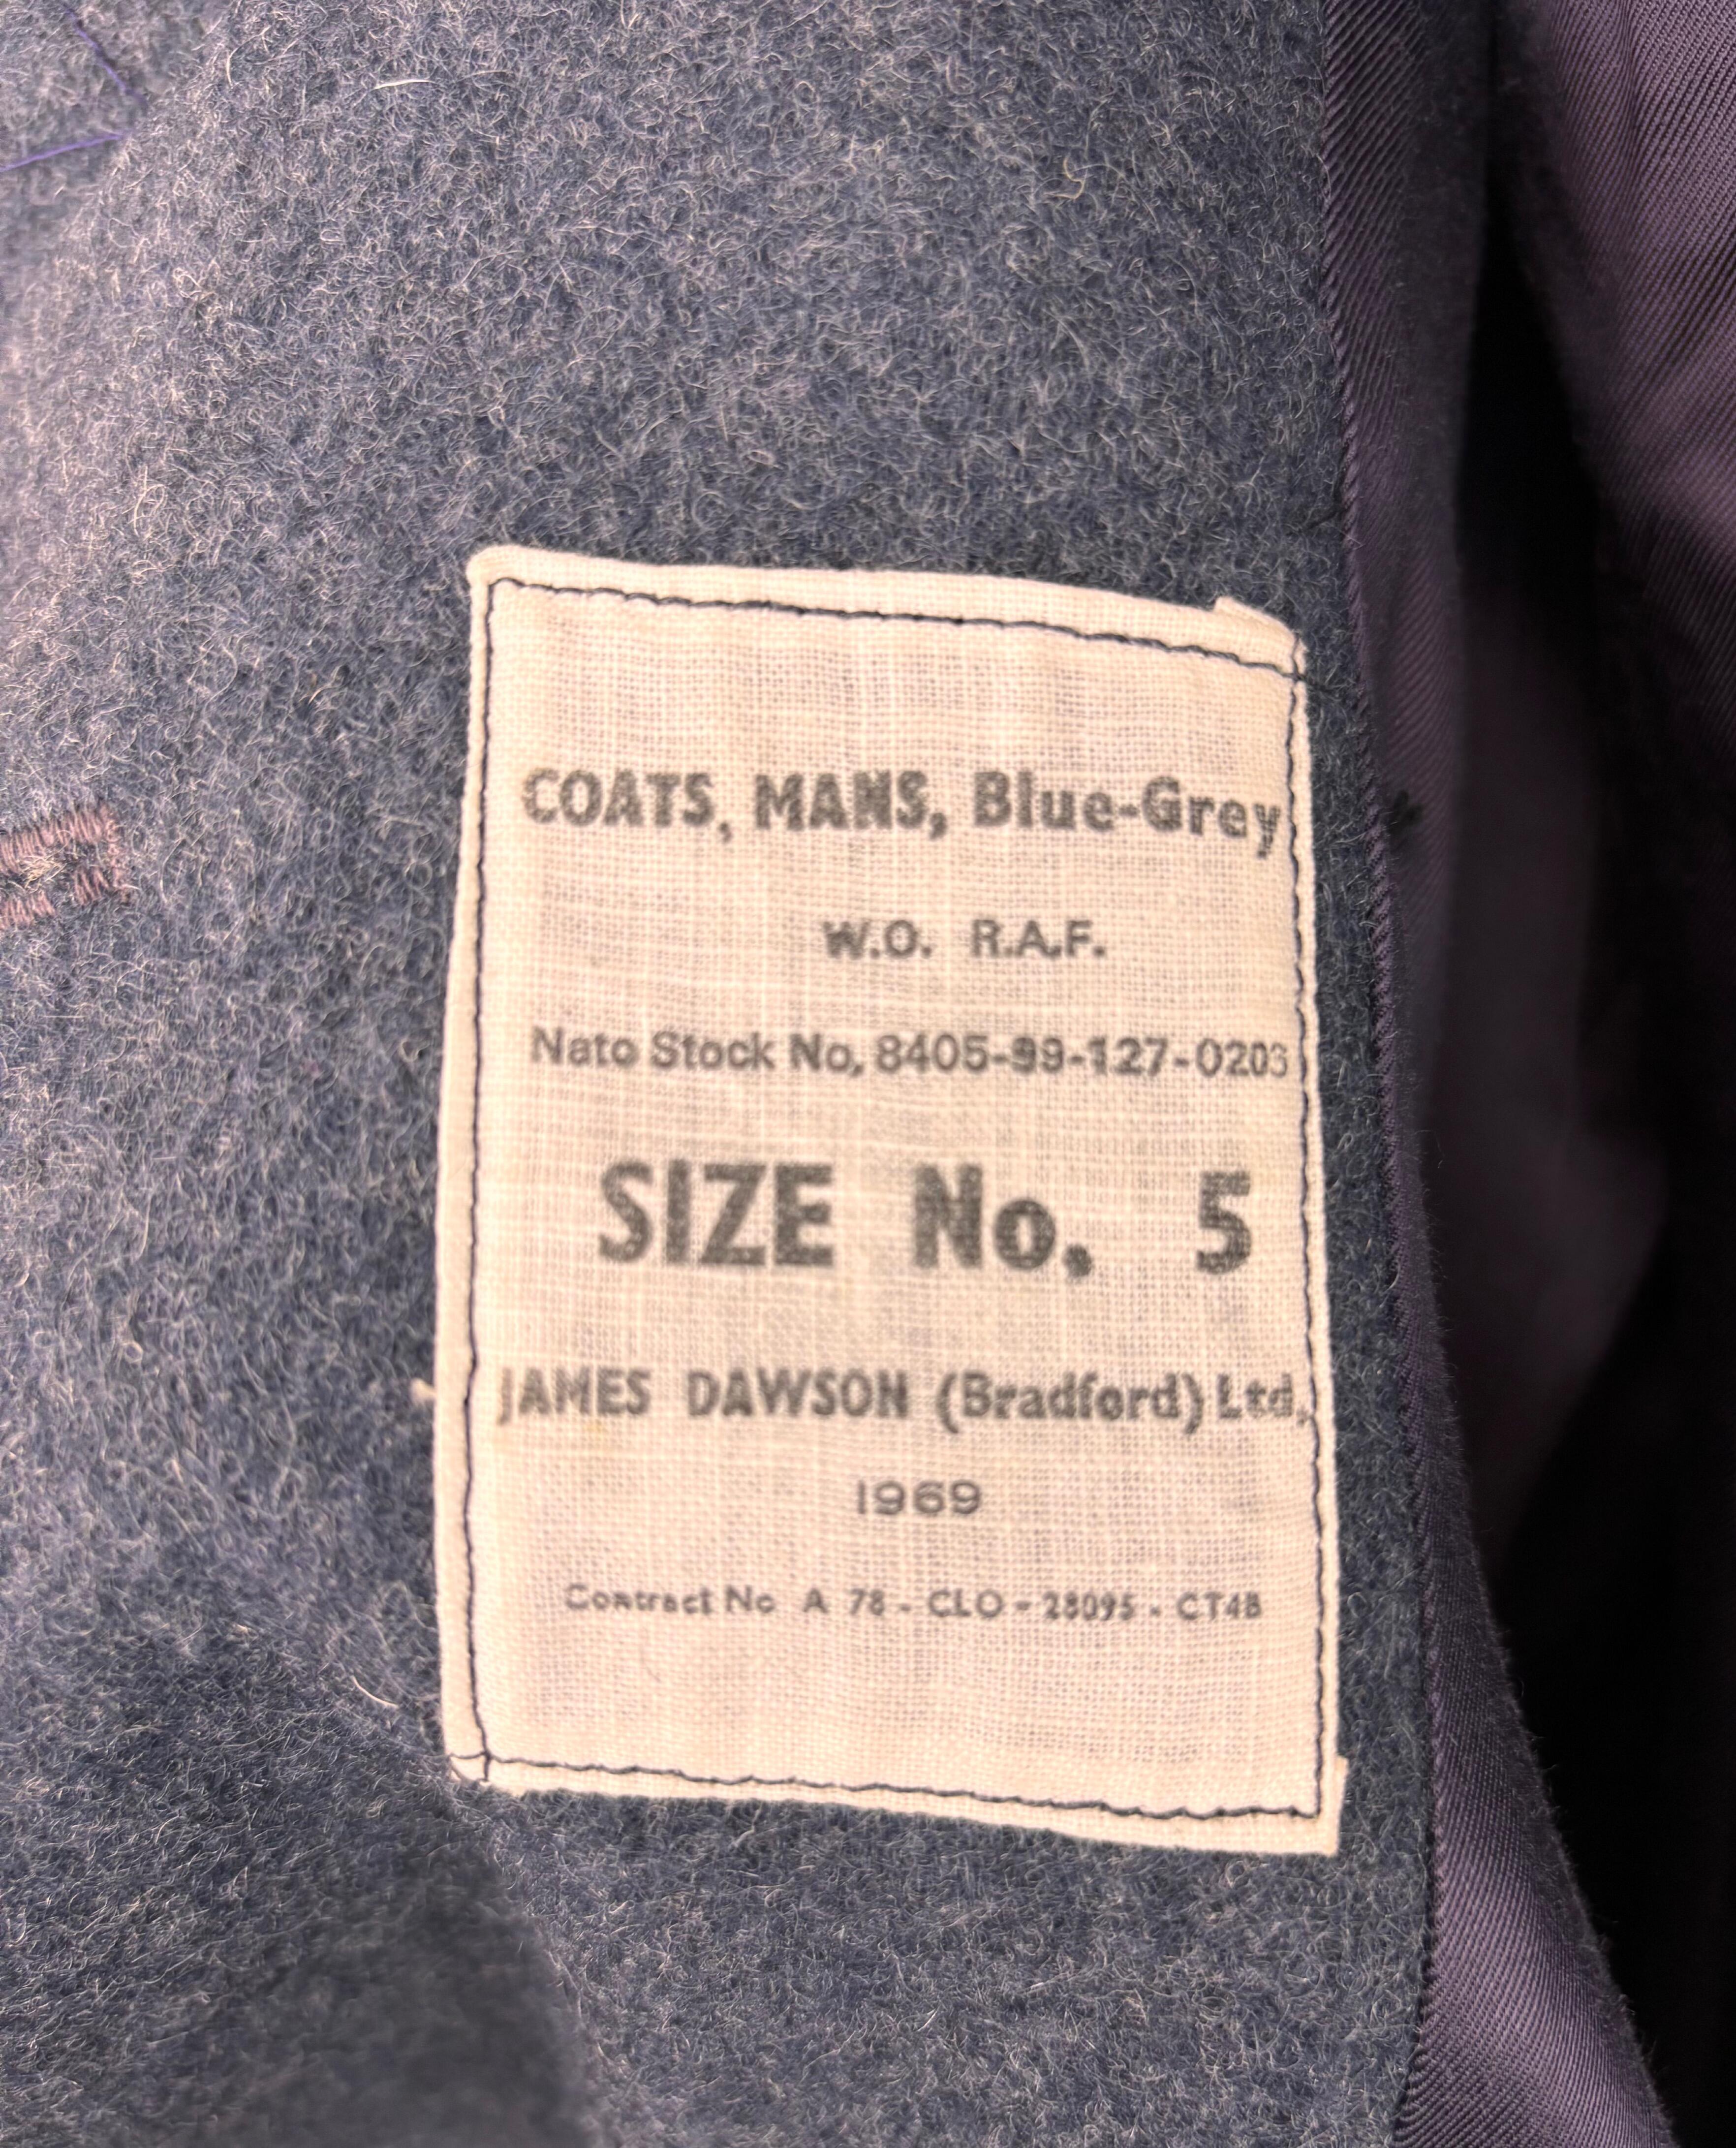 COATS, MANS, Blue-Grey
W.O. R.A.F.
Nato Stock No, 8405-99-127-0203
SIZE No. 5
JAMES DAWSON (Bradford) Ltd.
1969
Contract No A 78 - CLO - 28095 - CT4B